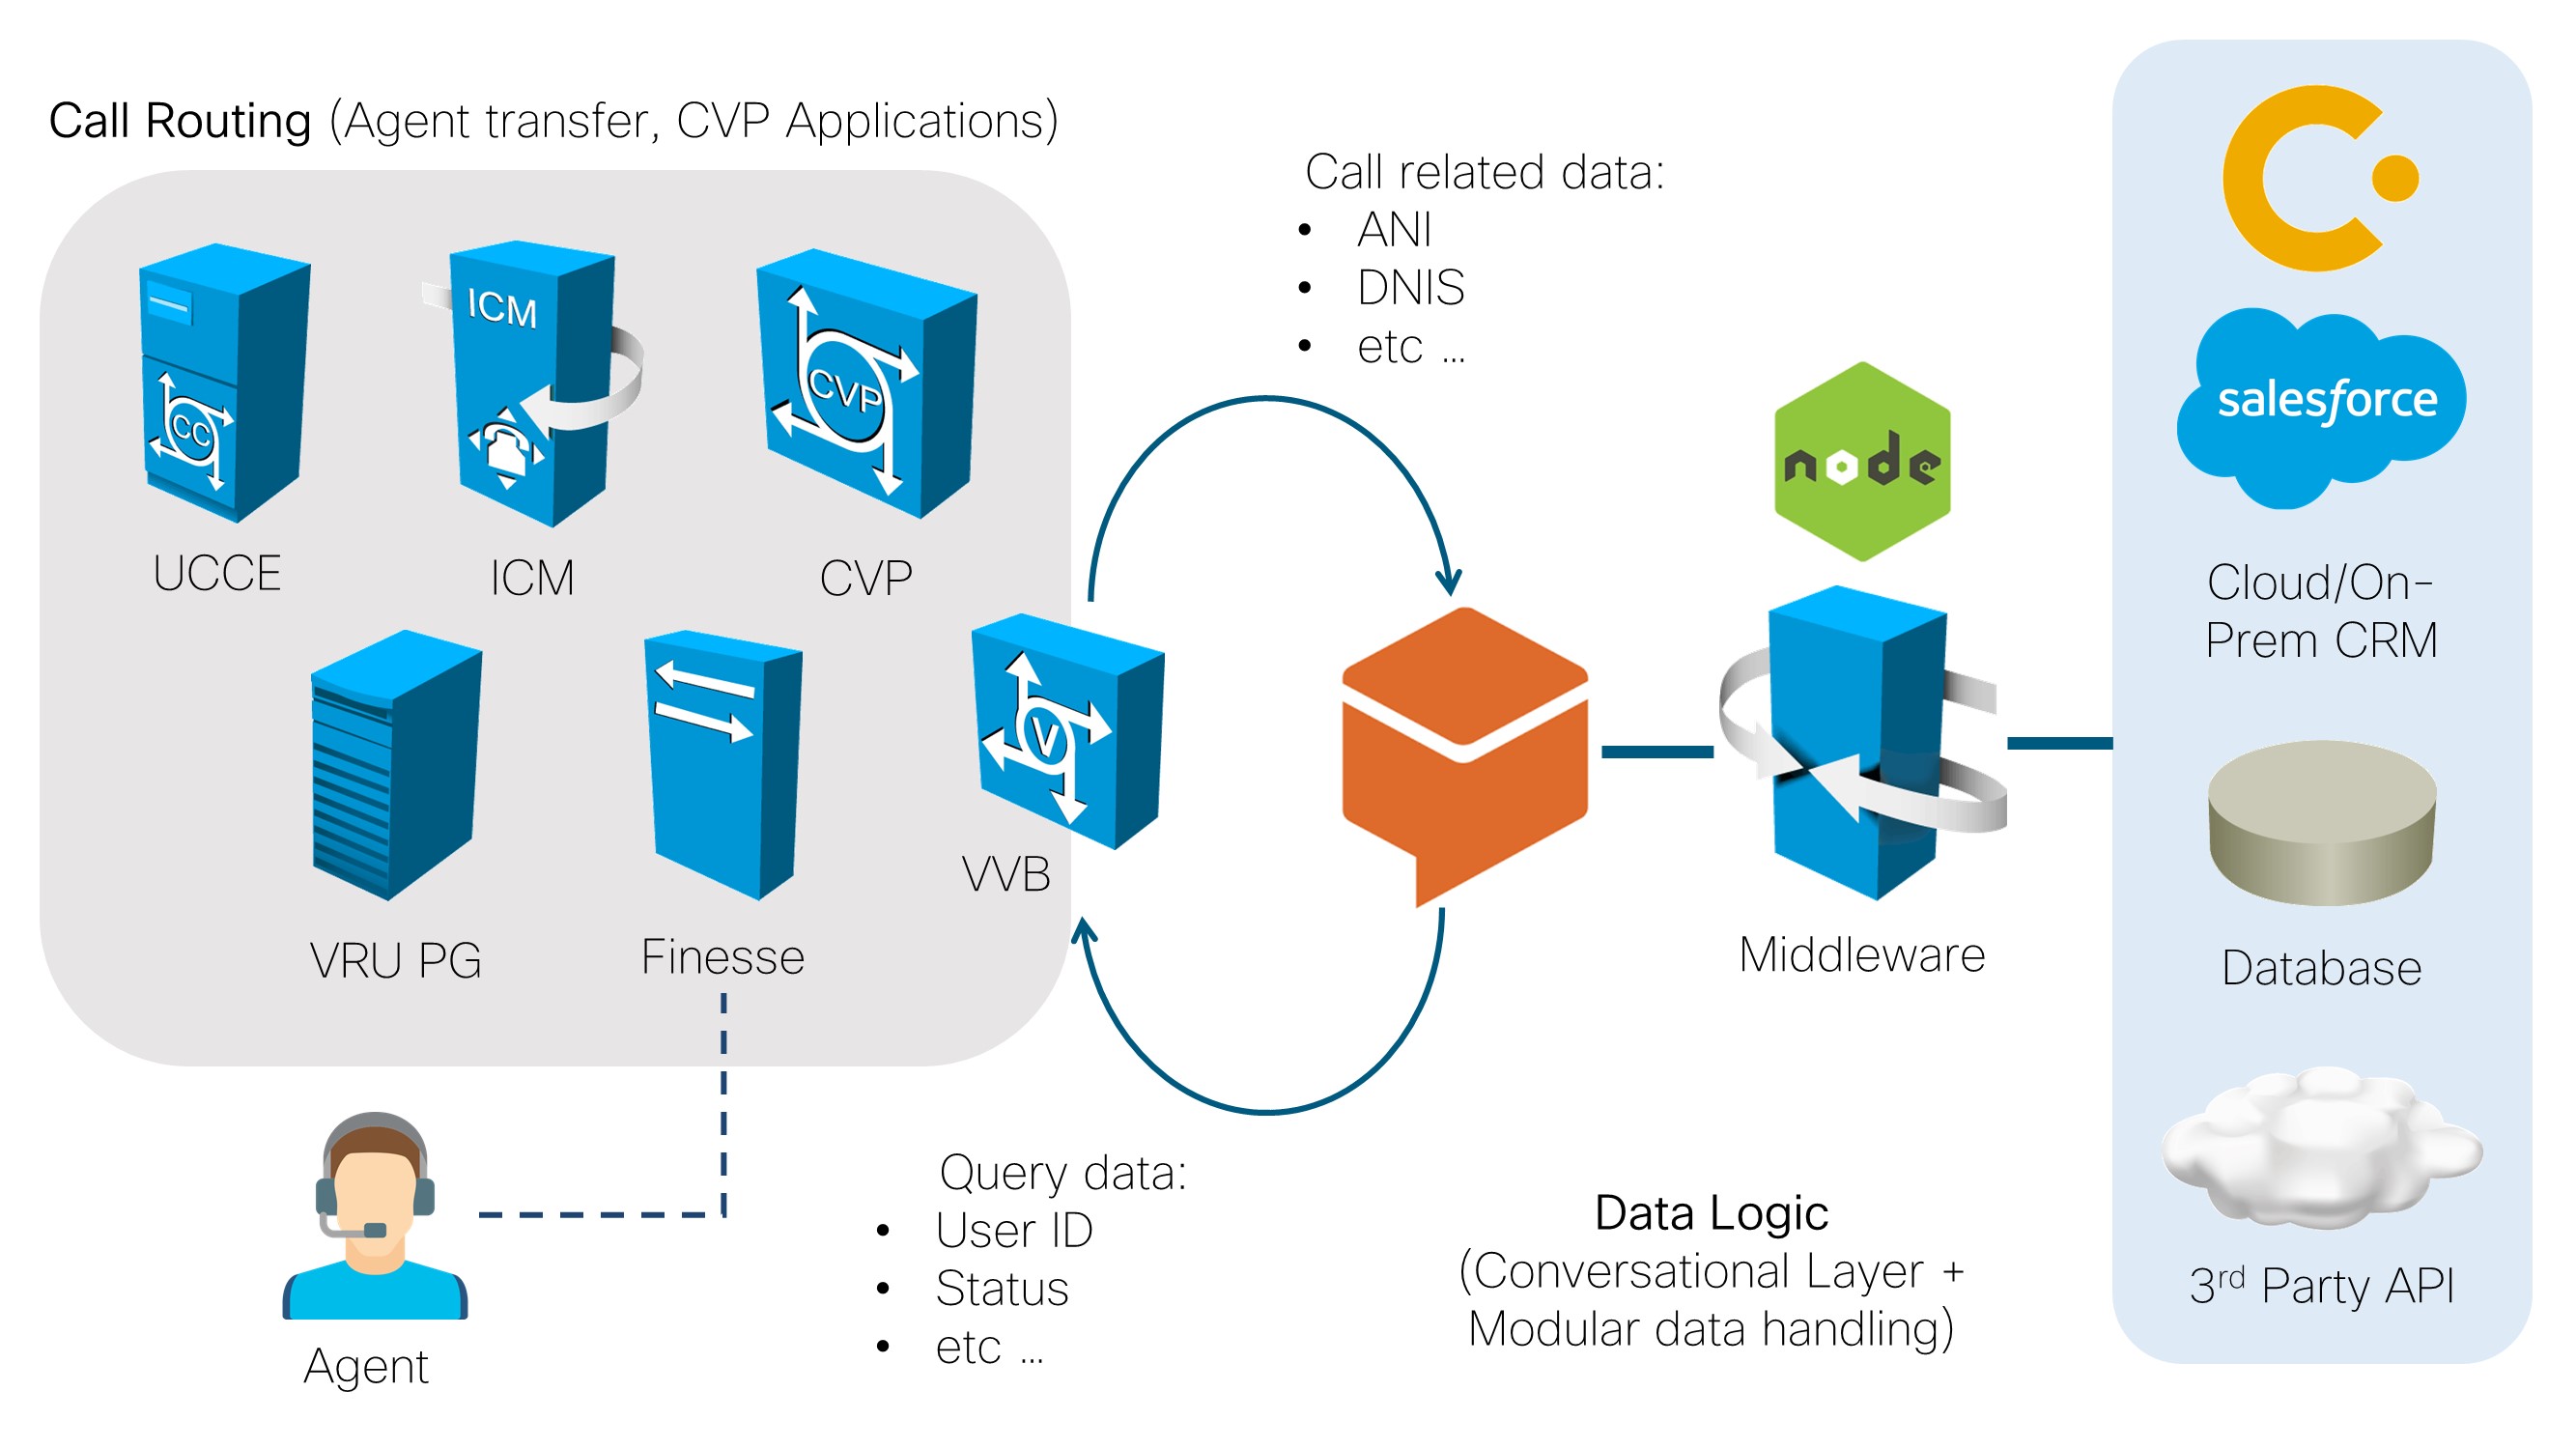 Call Routing (Agent transfer, CVP Applications)
CC
UCCE
ICM
ICM
CVP
CVP
VRU PG
Finesse
V
VVB
Agent
Call related data:
• ANI
• DNIS
• etc ...
Query data:
• User ID
• Status
• etc ...
node
Middleware
Data Logic
(Conversational Layer +
Modular data handling)
salesforce
Cloud/On-
Prem CRM
Database
3rd Party API